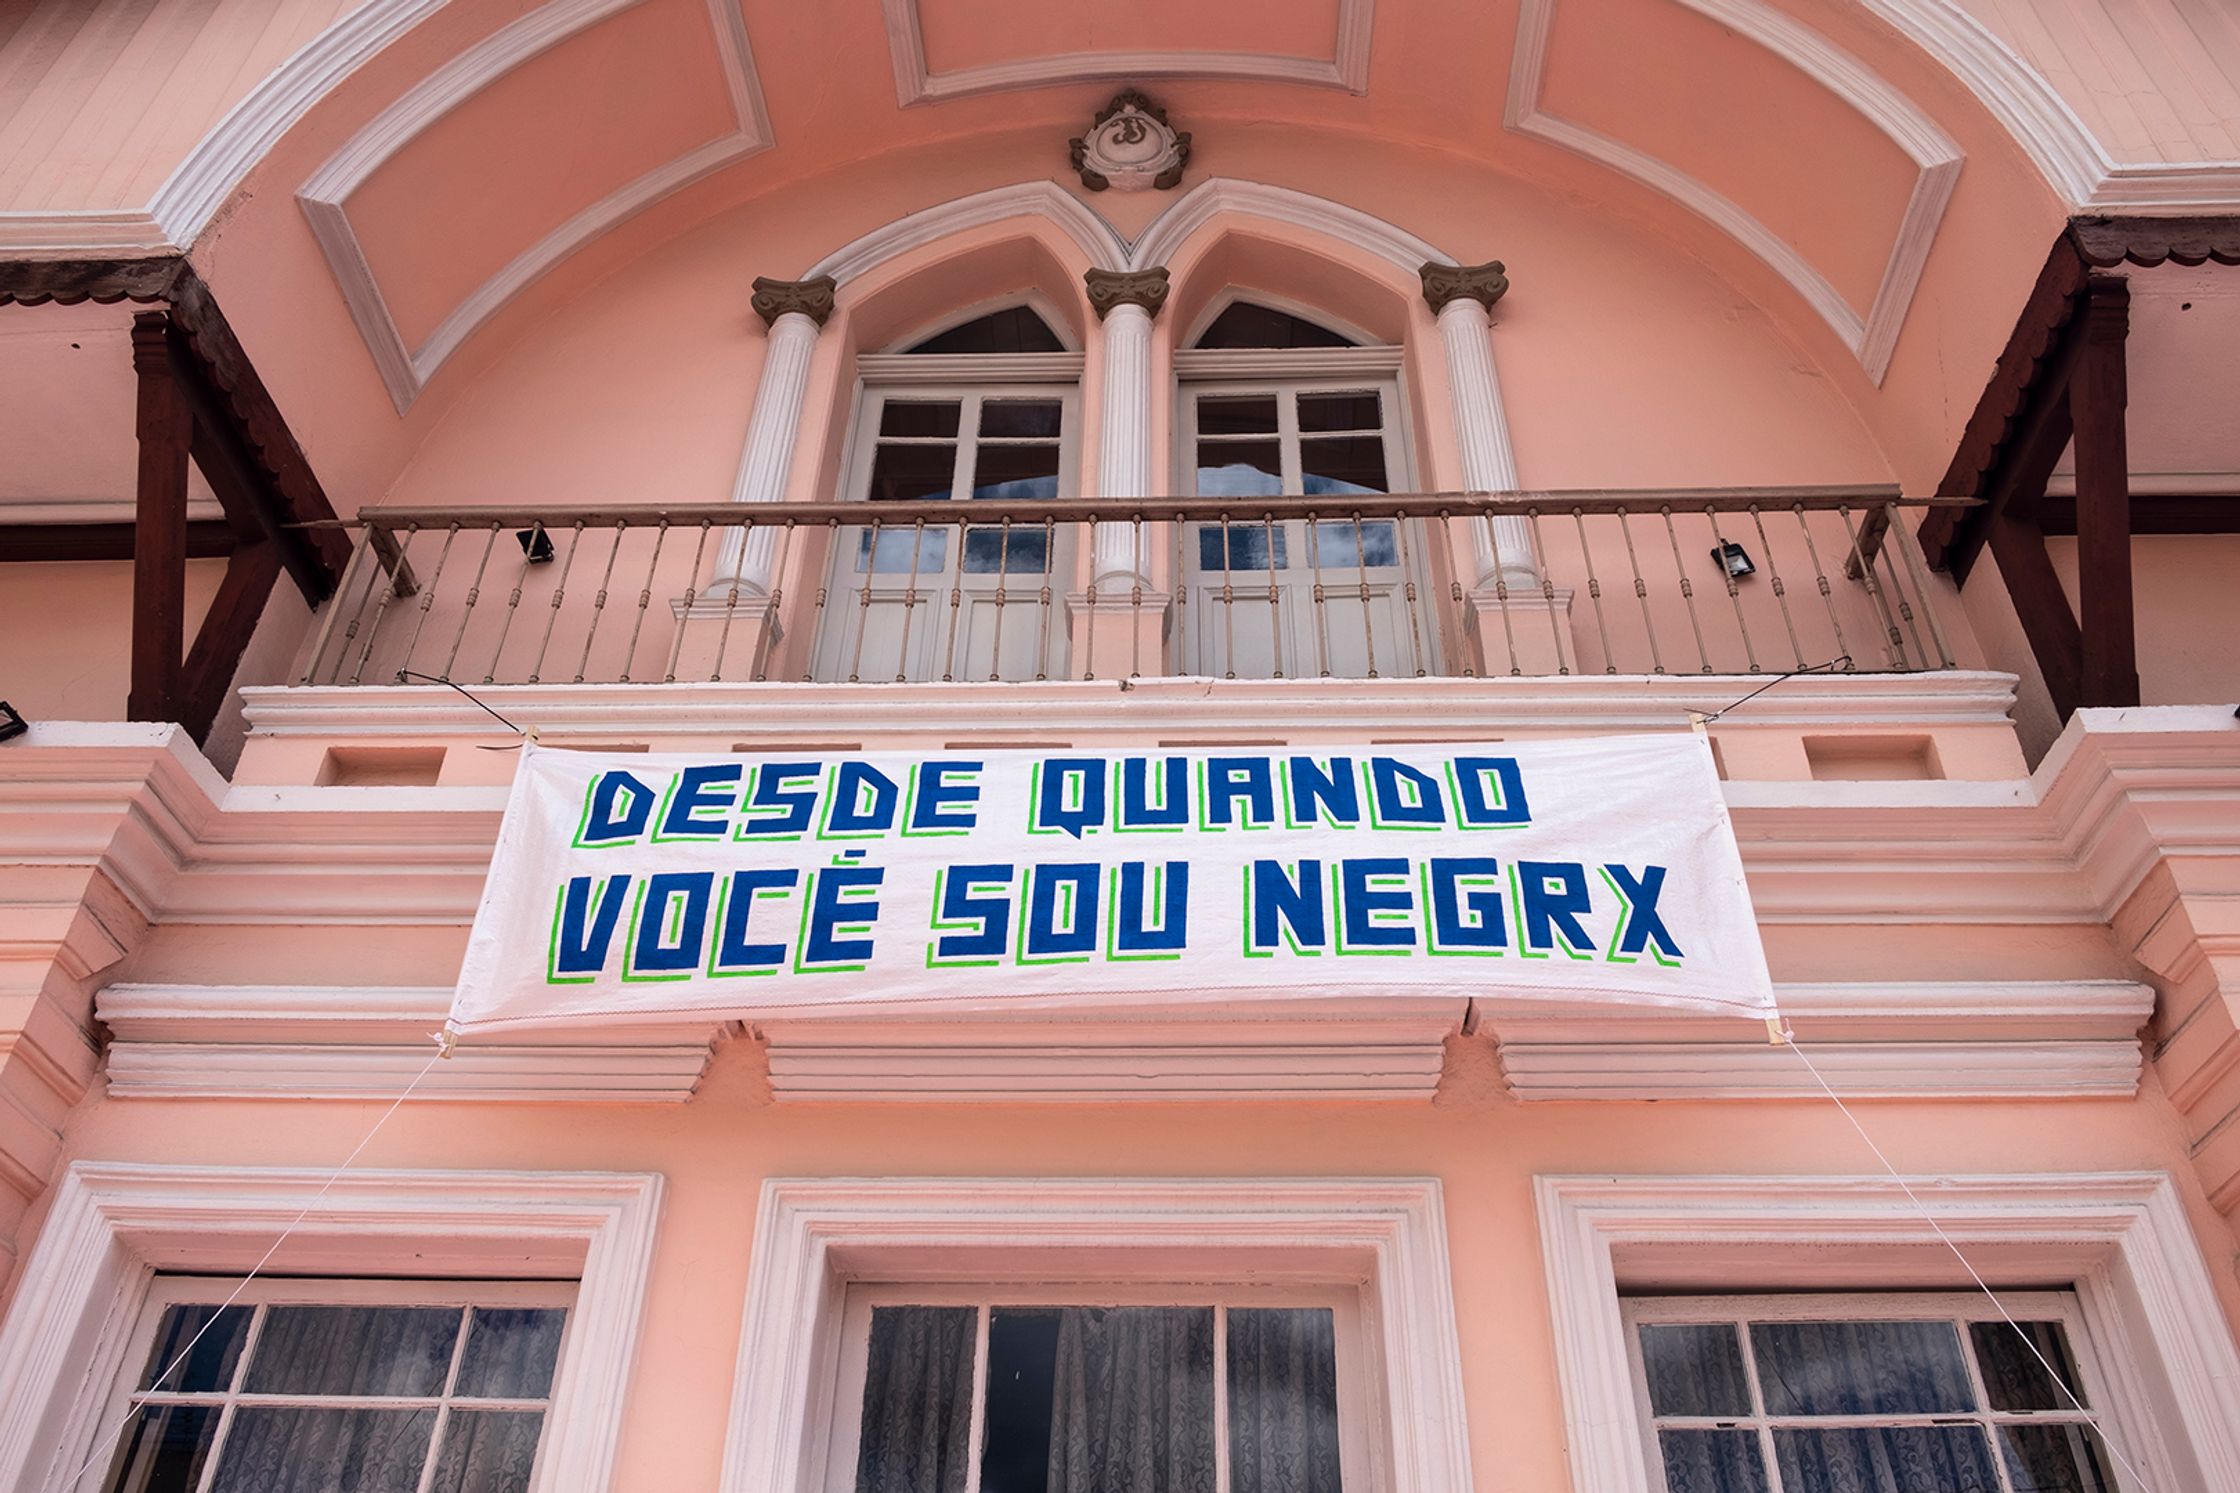 DESDE QUANDO
VOCÊ SOU NEGRX